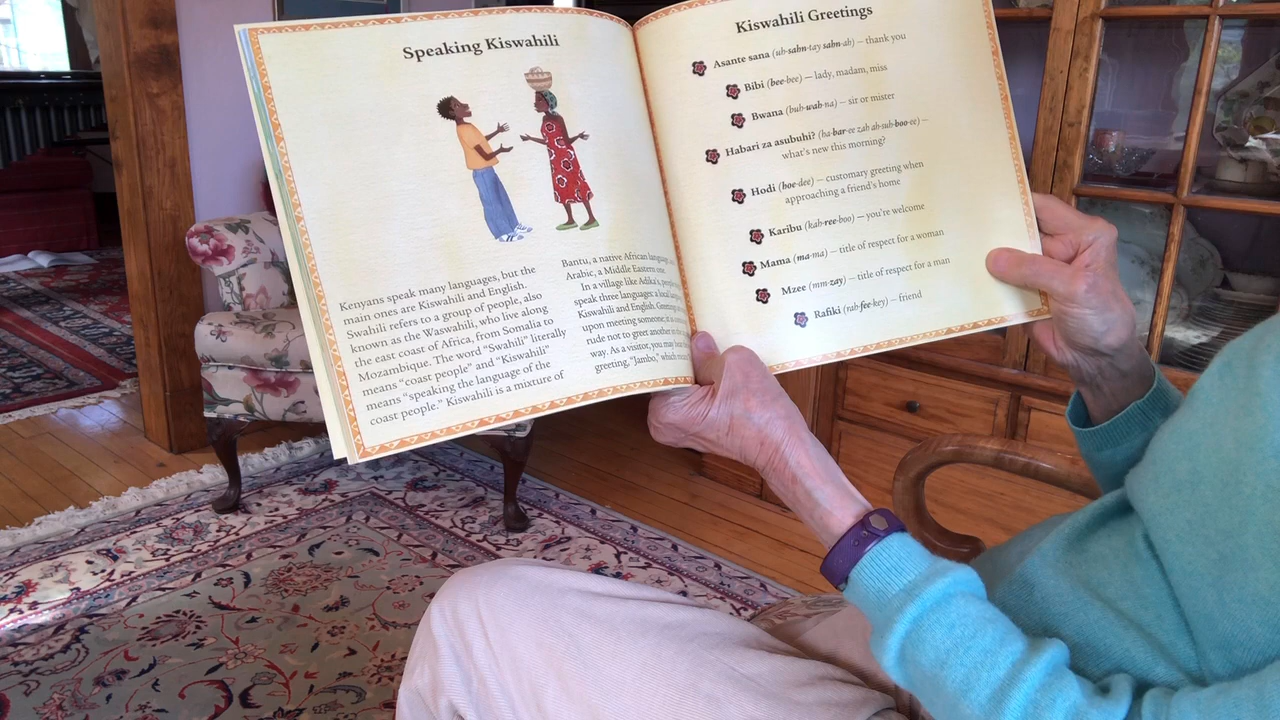 Speaking Kiswahili
Kenyans speak many languages, but the
main ones are Kiswahili and English.
Swahili refers to a group of people, also
known as the Waswahili, who live along
the east coast of Africa, from Somalia to
Mozambique. The word "Swahili" literally
means "coast people" and "Kiswahili"
means "speaking the language of the
coast people." Kiswahili is a mixture of
Bantu, a native African language
Arabic, a Middle Eastern one.
In a village like Adika's,
speak three languages: a local
Kiswahili and English.
upon meeting someone;
rude not to greet another in
way. As a visitor, you may
greeting, "Jambo," which
Kiswahili Greetings
Asante sana (uh-sahn-tay sahn-ah) – thank you
Bibi (bee-bee) – lady, madam, miss
Bwana (buh-wah-na) – sir or mister
Habari za asubuhi? (ha-bar-ee zah ah-suh-boo-ee) –
what's new this morning?
Hodi (hoe-dee) – customary greeting when
approaching a friend's home
Karibu (kah-ree-boo) – you're welcome
Mama (ma-ma) – title of respect for a woman
Mzee (mm-zay) – title of respect for a man
Rafiki (rah-fee-key) – friend